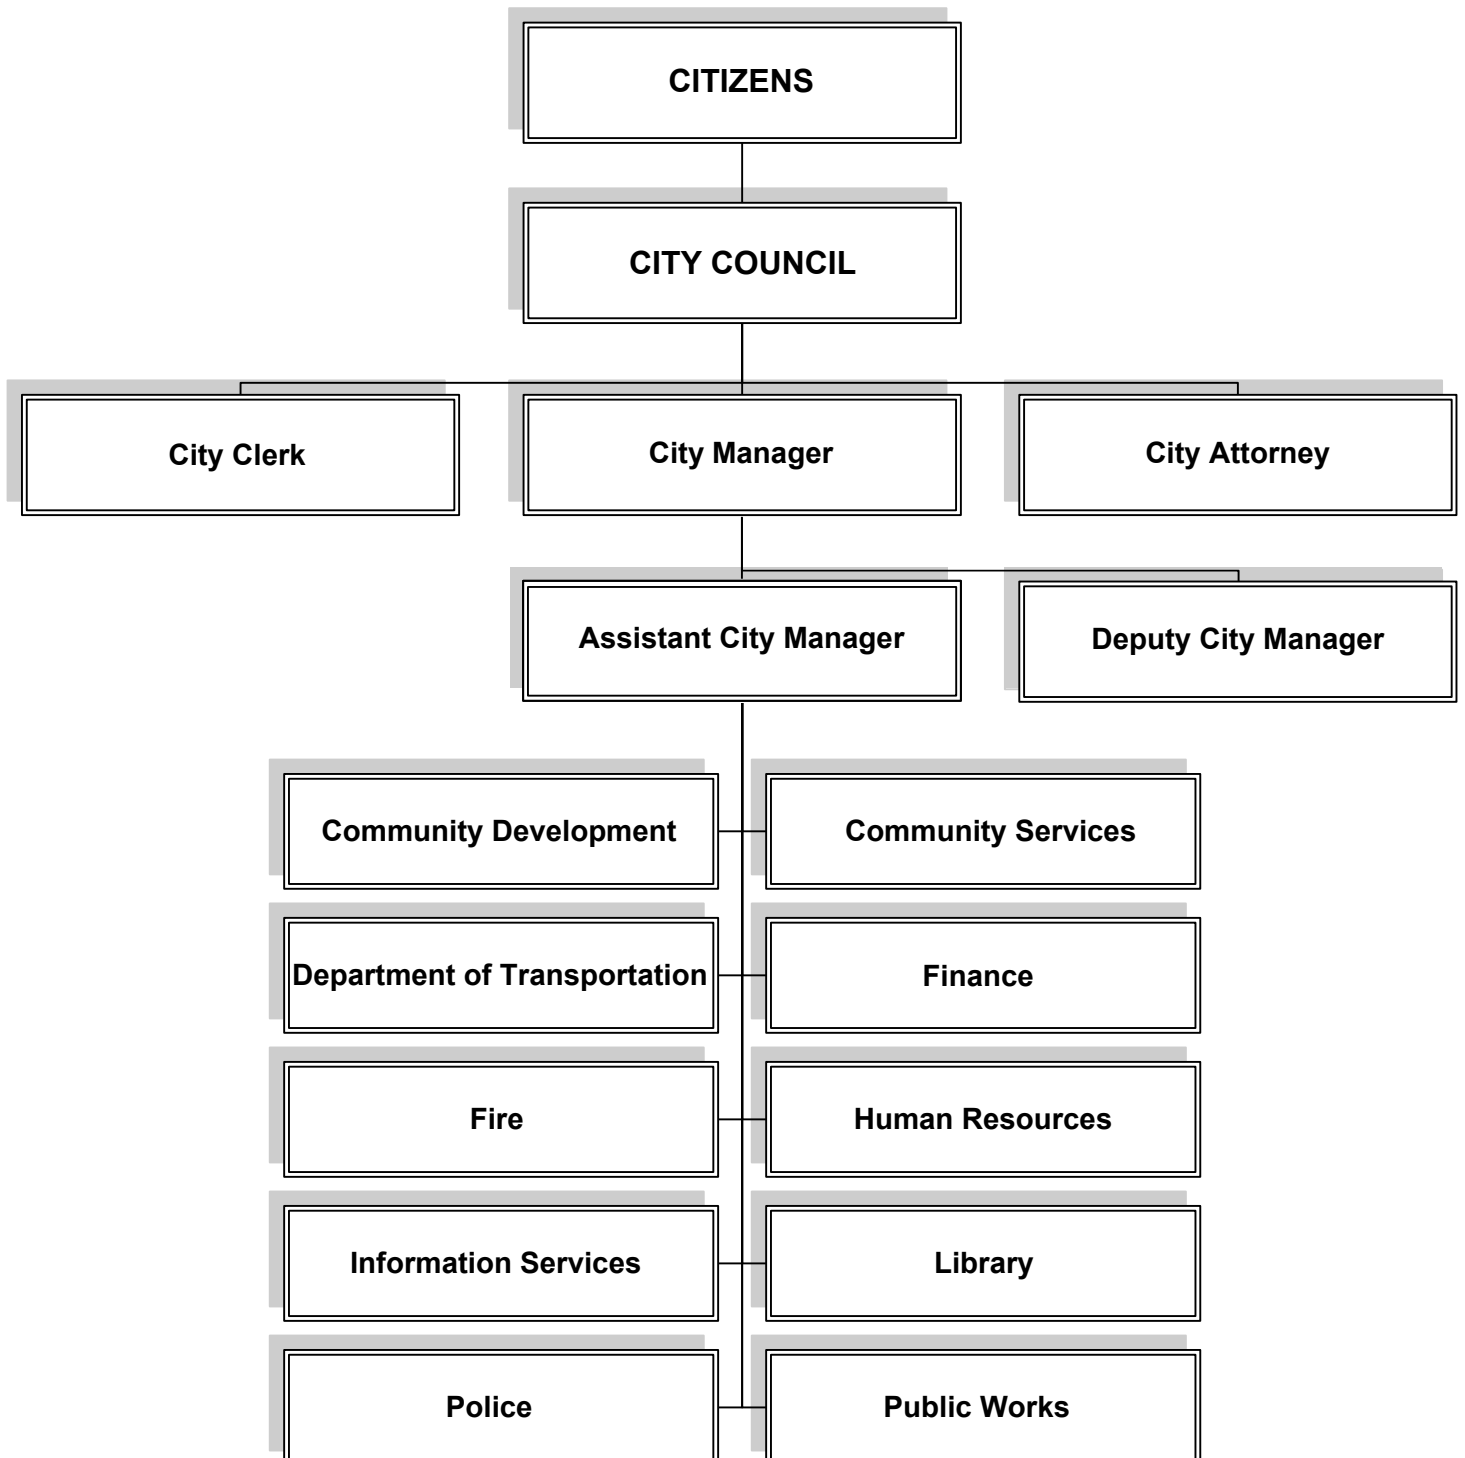 CITIZENS
CITY COUNCIL
City Clerk
City Manager
City Attorney
Assistant City Manager
Deputy City Manager
Community Development
Community Services
Department of Transportation
Finance
Fire
Human Resources
Information Services
Library
Police
Public Works